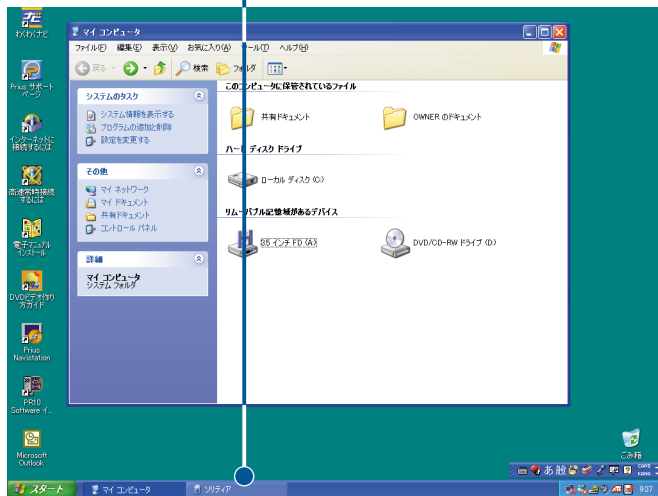 わくわくナビ
Prius サポート
ページ
インターネットに
接続するには
高速常時接続
するには
電子マニュアル
インストール
DVDビデオ作り
方ガイド
Prius
Navistation
PR10
Software イ...
Microsoft
Outlook
マイ コンピュータ
ファイル(F) 編集(E) 表示(V) お気に入り(A) ツール(T) ヘルプ(H)
戻る 検索 フォルダ
システムのタスク
システム情報を表示する
プログラムの追加と削除
設定を変更する
その他
マイ ネットワーク
マイ ドキュメント
共有ドキュメント
コントロール パネル
詳細
マイ コンピュータ
システム フォルダ
このコンピュータに保管されているファイル
共有ドキュメント OWNER のドキュメント
ハード ディスク ドライブ
ローカル ディスク (C:)
リムーバブル記憶域があるデバイス
3.5 インチ FD (A:) DVD/CD-RW ドライブ (D:)
ごみ箱
あ 般 CAPS
KANA
スタート マイ コンピュータ ソリティア 9:37